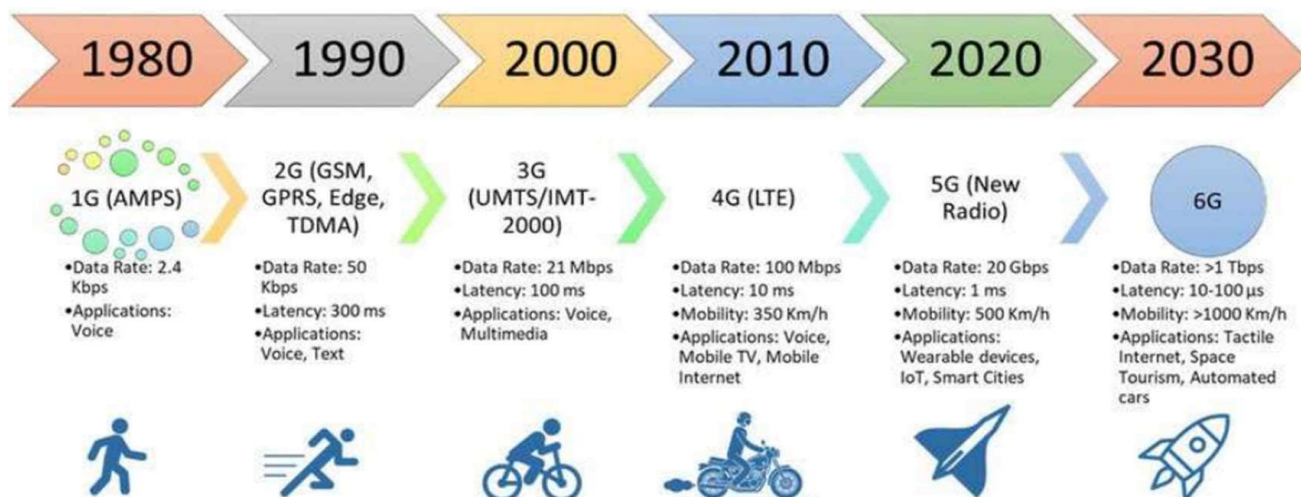 1980
1990
2000
2010
2020
2030
1G (AMPS)
•Data Rate: 2.4
Kbps
•Applications:
Voice
2G (GSM,
GPRS, Edge,
TDMA)
•Data Rate: 50
Kbps
•Latency: 300 ms
•Applications:
Voice, Text
3G
(UMTS/IMT-
2000)
•Data Rate: 21 Mbps
•Latency: 100 ms
•Applications: Voice,
Multimedia
4G (LTE)
•Data Rate: 100 Mbps
•Latency: 10 ms
•Mobility: 350 Km/h
•Applications: Voice,
Mobile TV, Mobile
Internet
5G (New
Radio)
•Data Rate: 20 Gbps
•Latency: 1 ms
•Mobility: 500 Km/h
•Applications:
Wearable devices,
IoT, Smart Cities
6G
•Data Rate: >1 Tbps
•Latency: 10-100 µs
•Mobility: >1000 Km/h
•Applications: Tactile
Internet, Space
Tourism, Automated
cars